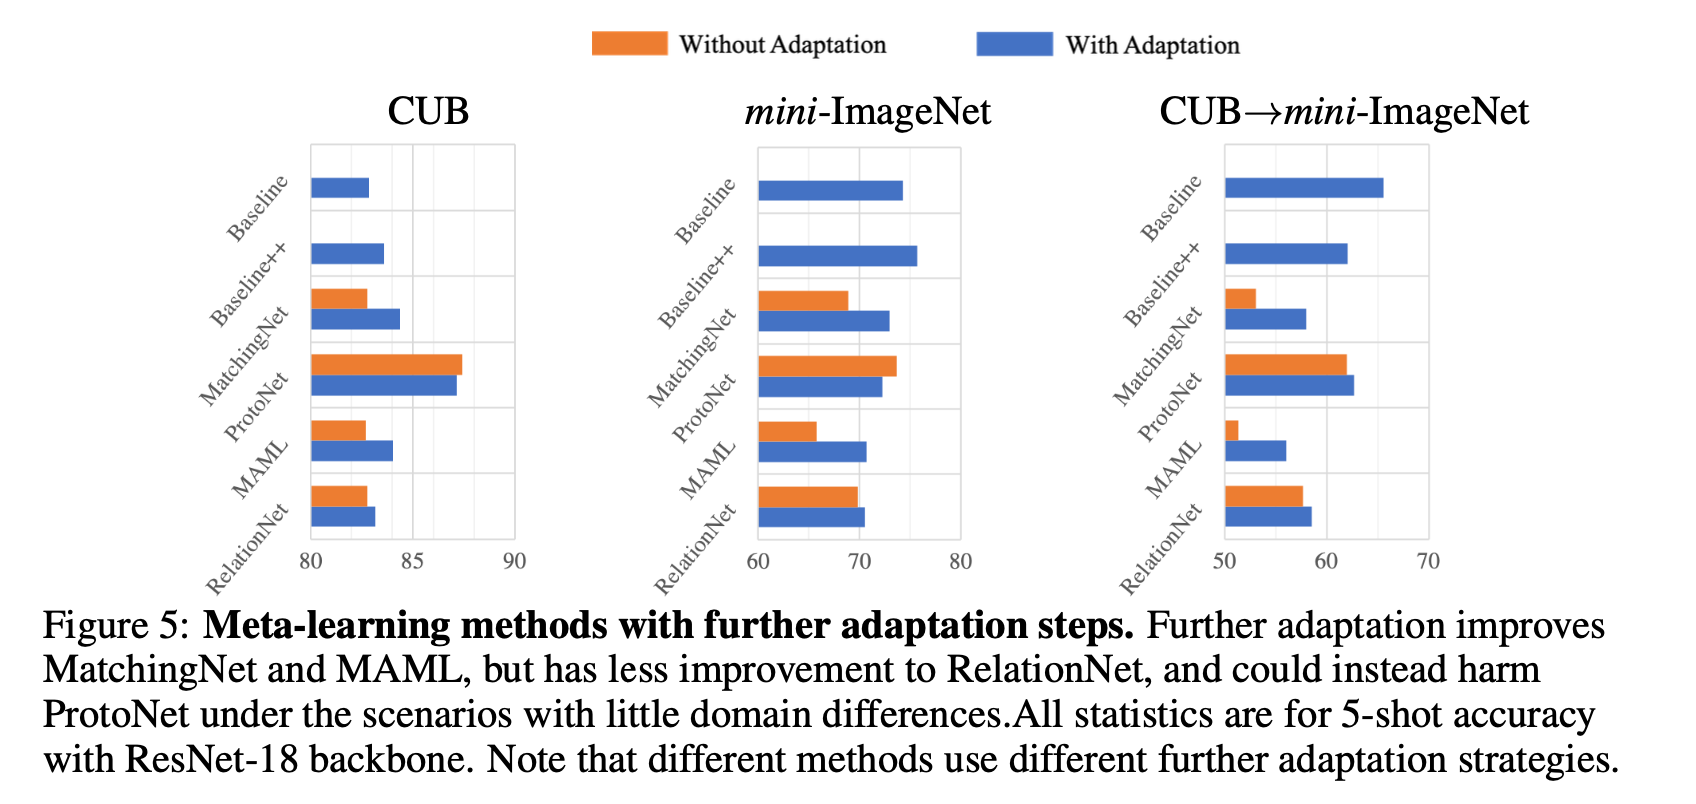 Without Adaptation
With Adaptation
CUB
Baseline
Baseline++
MatchingNet
ProtoNet
MAML
RelationNet
80 85 90
mini-ImageNet
Baseline
Baseline++
MatchingNet
ProtoNet
MAML
RelationNet
60 70 80
CUB→mini-ImageNet
Baseline
Baseline++
MatchingNet
ProtoNet
MAML
RelationNet
50 60 70
Figure 5: Meta-learning methods with further adaptation steps. Further adaptation improves
MatchingNet and MAML, but has less improvement to RelationNet, and could instead harm
ProtoNet under the scenarios with little domain differences.All statistics are for 5-shot accuracy
with ResNet-18 backbone. Note that different methods use different further adaptation strategies.